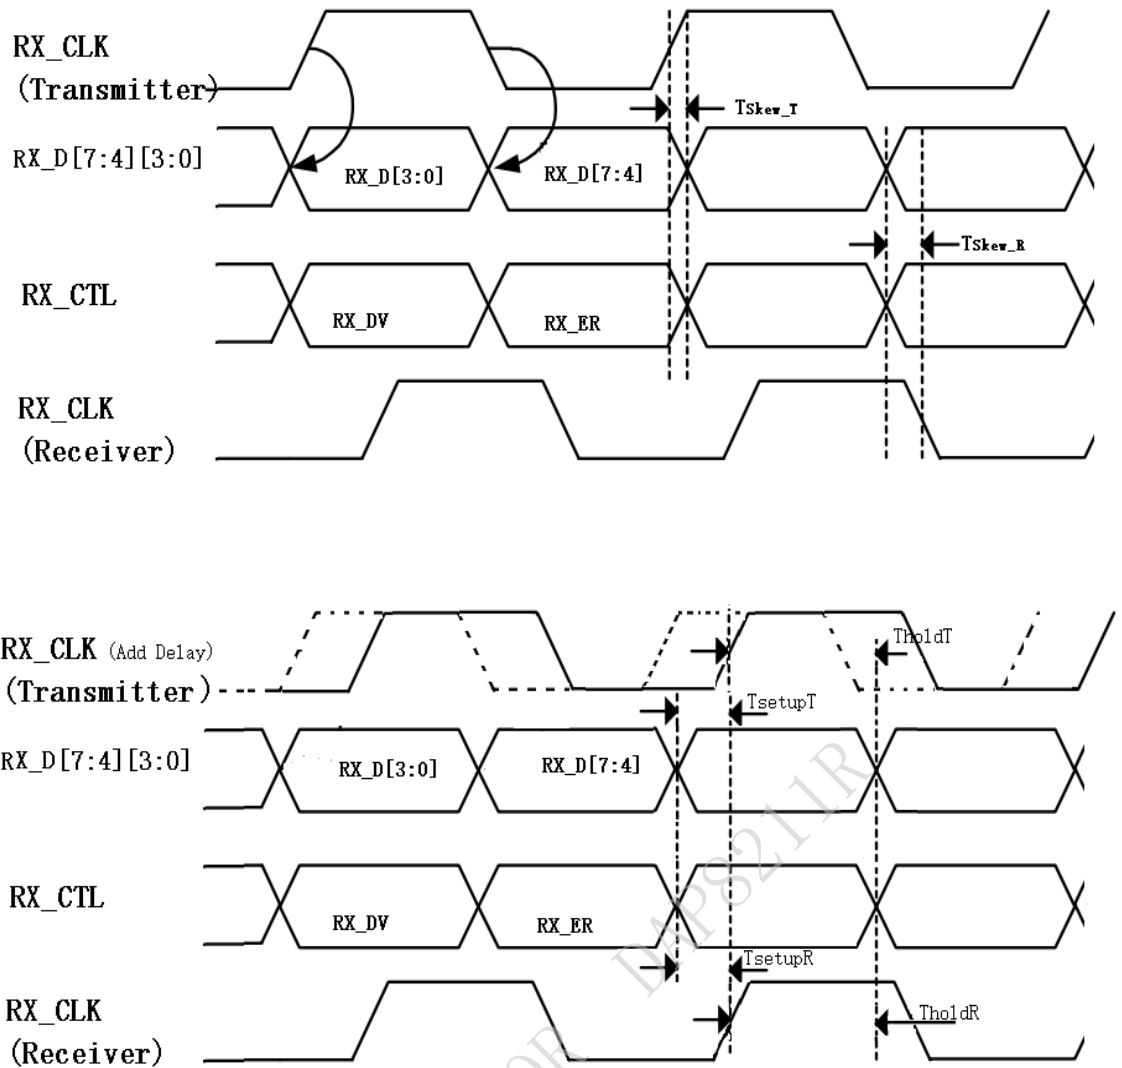 RX_CLK
(Transmitter)
TSkew_T
RX_D[7:4][3:0]
RX_D[3:0]
RX_D[7:4]
TSkew_R
RX_CTL
RX_DV
RX_ER
RX_CLK
(Receiver)
RX_CLK (Add Delay)
(Transmitter)
TholdT
TsetupT
RX_D[7:4][3:0]
RX_D[3:0]
RX_D[7:4]
DAP8211R
RX_CTL
RX_DV
RX_ER
TsetupR
RX_CLK
(Receiver)
TholdR
OR